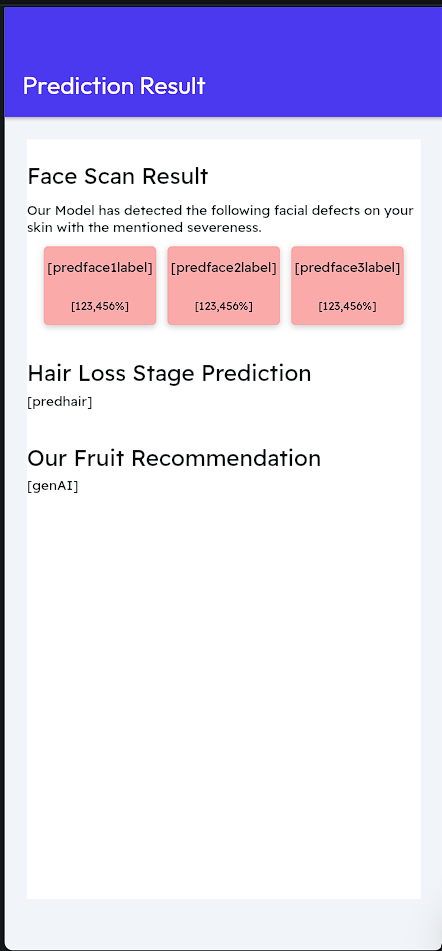 Prediction Result
Face Scan Result
Our Model has detected the following facial defects on your
skin with the mentioned severeness.
[predface1label] [predface2label] [predface3label]
[123,456%] [123,456%] [123,456%]
Hair Loss Stage Prediction
[predhair]
Our Fruit Recommendation
[genAI]